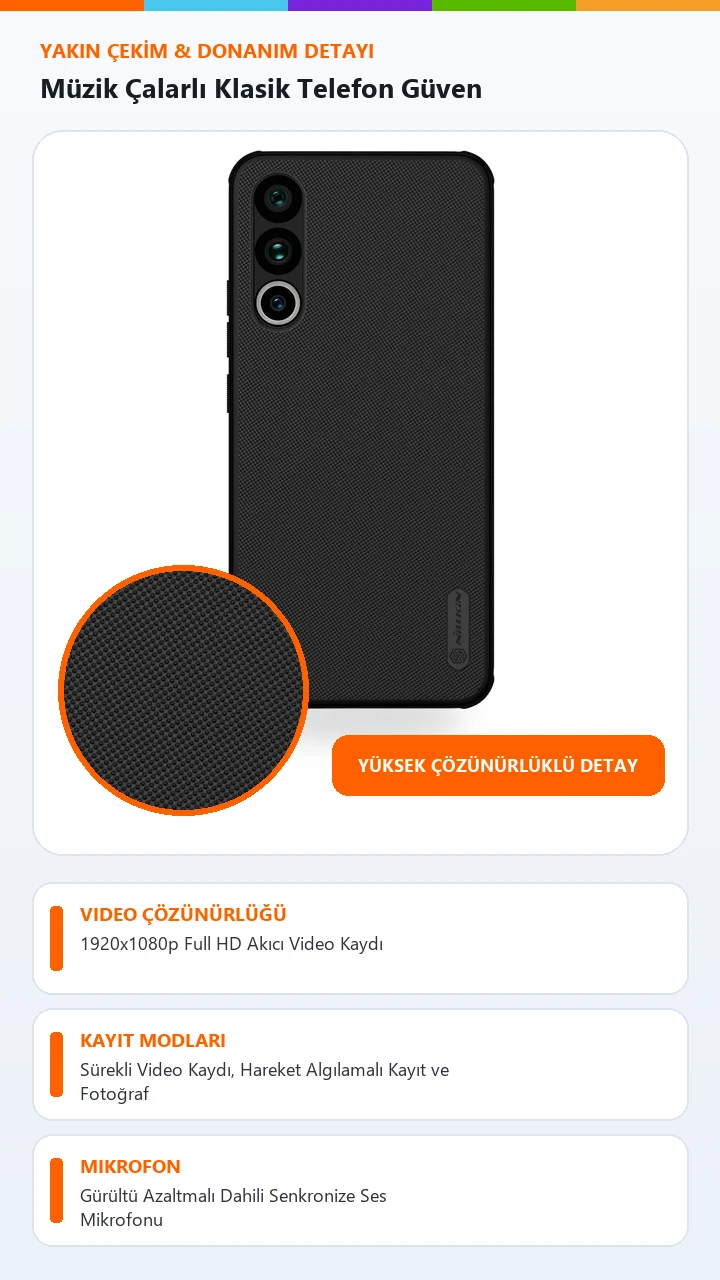 YAKIN ÇEKİM & DONANIM DETAYI
Müzik Çalarlı Klasik Telefon Güven
NILLKIN
YÜKSEK ÇÖZÜNÜRLÜKLÜ DETAY
VIDEO ÇÖZÜNÜRLÜĞÜ
1920x1080p Full HD Akıcı Video Kaydı
KAYIT MODLARI
Sürekli Video Kaydı, Hareket Algılamalı Kayıt ve
Fotoğraf
MIKROFON
Gürültü Azaltmalı Dahili Senkronize Ses
Mikrofonu